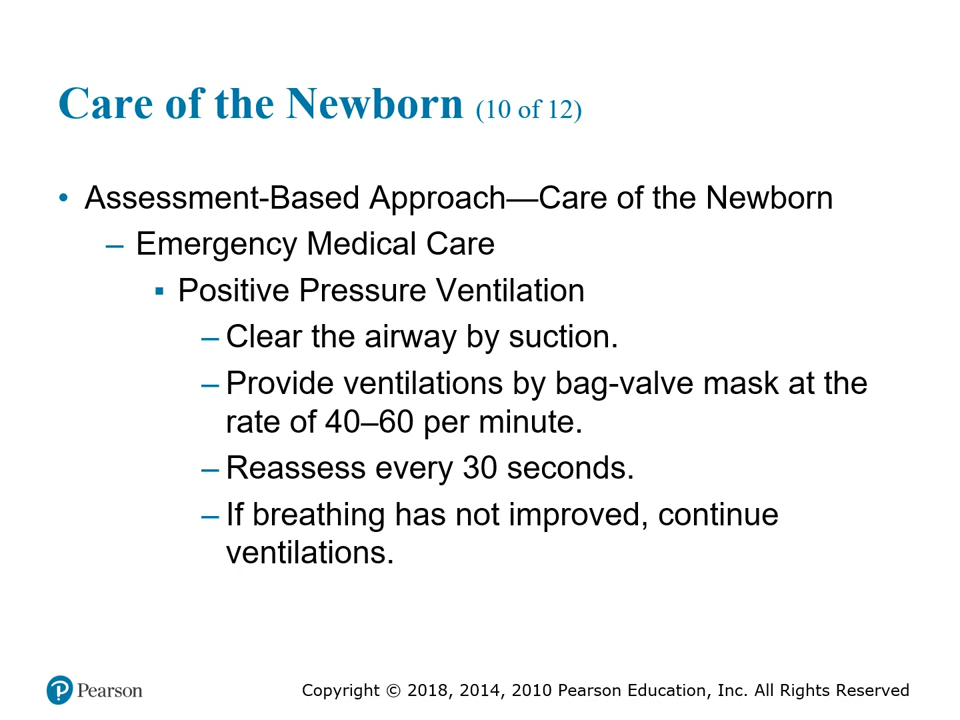 Care of the Newborn (10 of 12)
• Assessment-Based Approach—Care of the Newborn
– Emergency Medical Care
▪ Positive Pressure Ventilation
– Clear the airway by suction.
– Provide ventilations by bag-valve mask at the
rate of 40–60 per minute.
– Reassess every 30 seconds.
– If breathing has not improved, continue
ventilations.
Pearson
Copyright © 2018, 2014, 2010 Pearson Education, Inc. All Rights Reserved